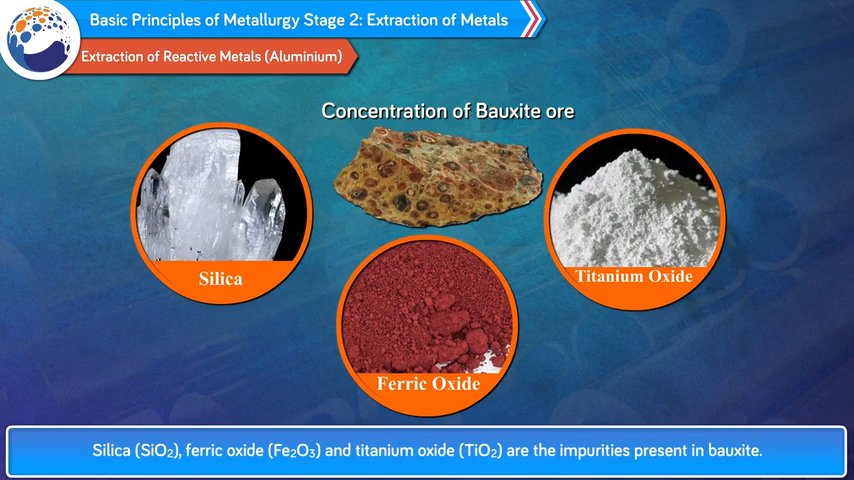 Basic Principles of Metallurgy Stage 2: Extraction of Metals
Extraction of Reactive Metals (Aluminium)
Concentration of Bauxite ore
Silica
Titanium Oxide
Ferric Oxide
Silica (SiO₂), ferric oxide (Fe₂O₃) and titanium oxide (TiO₂) are the impurities present in bauxite.